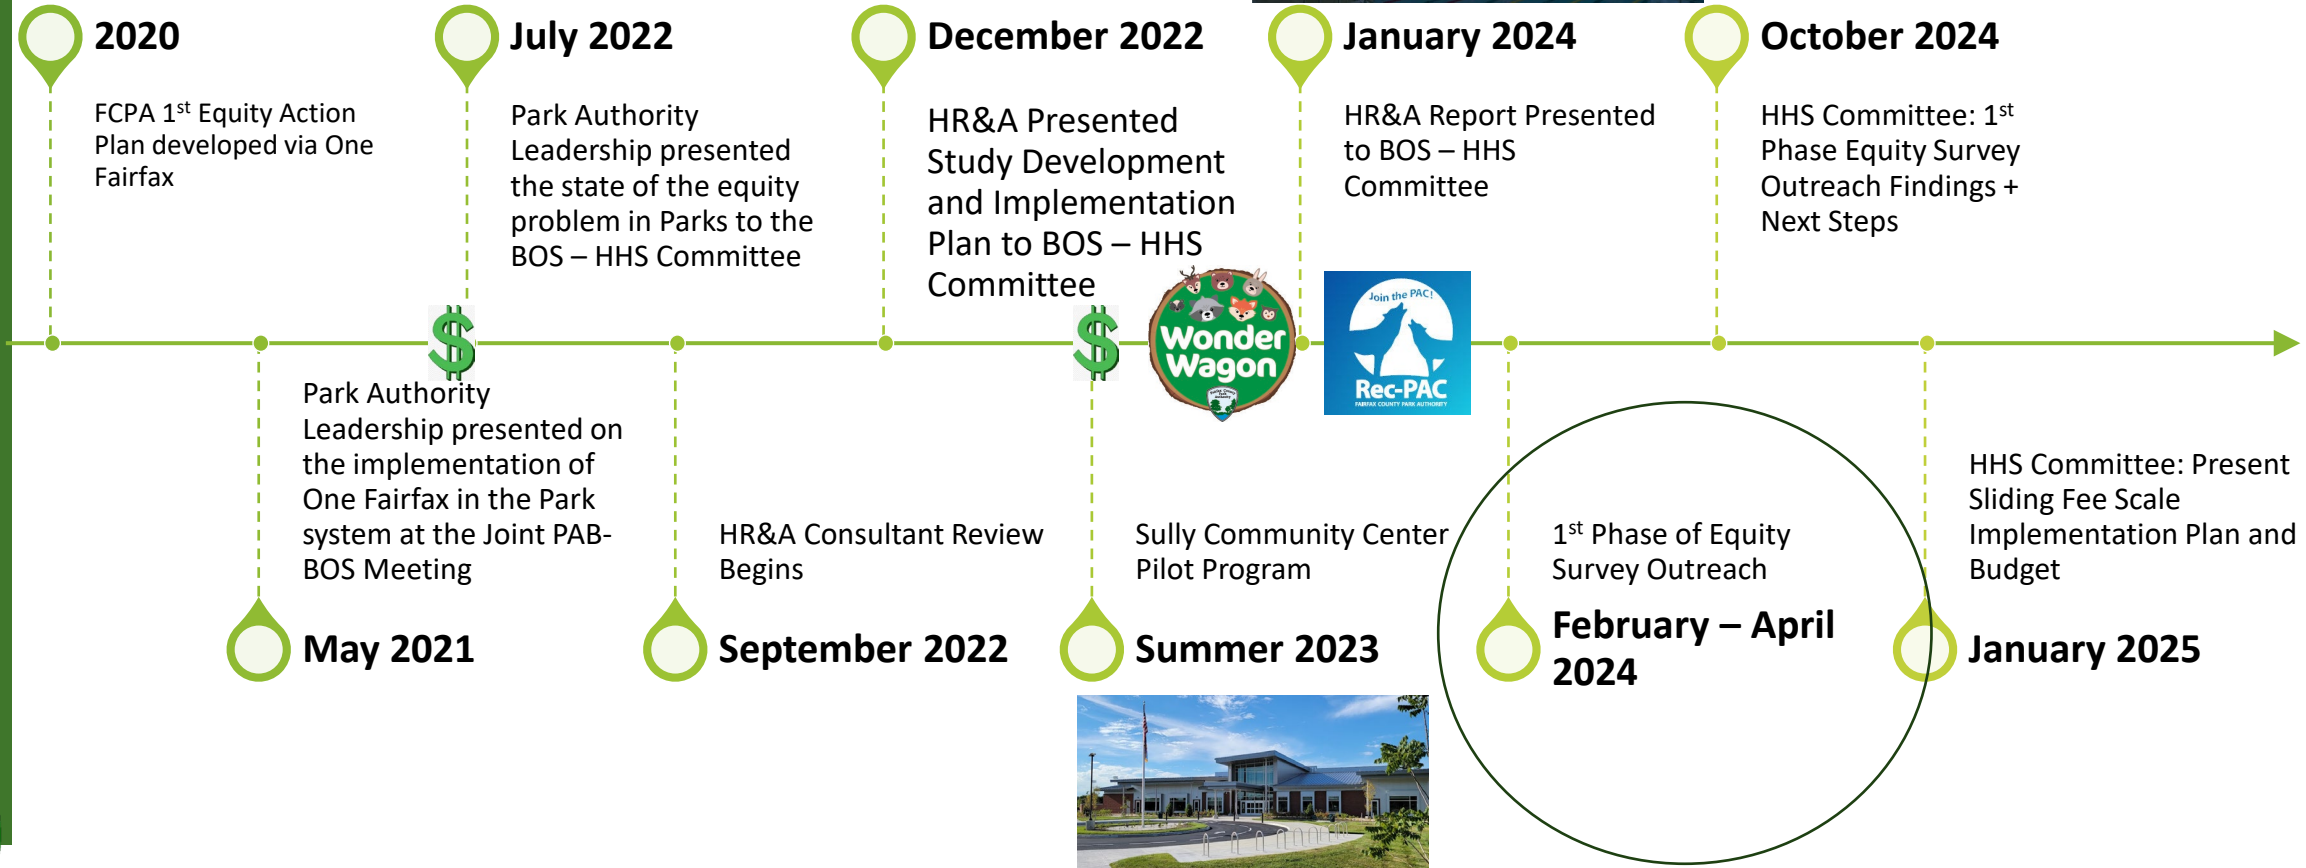 2020
FCPA 1st Equity Action
Plan developed via One
Fairfax
May 2021
Park Authority
Leadership presented on
the implementation of
One Fairfax in the Park
system at the Joint PAB-
BOS Meeting
July 2022
Park Authority
Leadership presented
the state of the equity
problem in Parks to the
BOS – HHS Committee
$
September 2022
HR&A Consultant Review
Begins
December 2022
HR&A Presented
Study Development
and Implementation
Plan to BOS – HHS
Committee
Summer 2023
Sully Community Center
Pilot Program
$
Wonder
Wagon
January 2024
HR&A Report Presented
to BOS – HHS
Committee
Join the PAC!
Rec-PAC
FAIRFAX COUNTY PARK AUTHORITY
February – April
2024
1st Phase of Equity
Survey Outreach
October 2024
HHS Committee: 1st
Phase Equity Survey
Outreach Findings +
Next Steps
January 2025
HHS Committee: Present
Sliding Fee Scale
Implementation Plan and
Budget